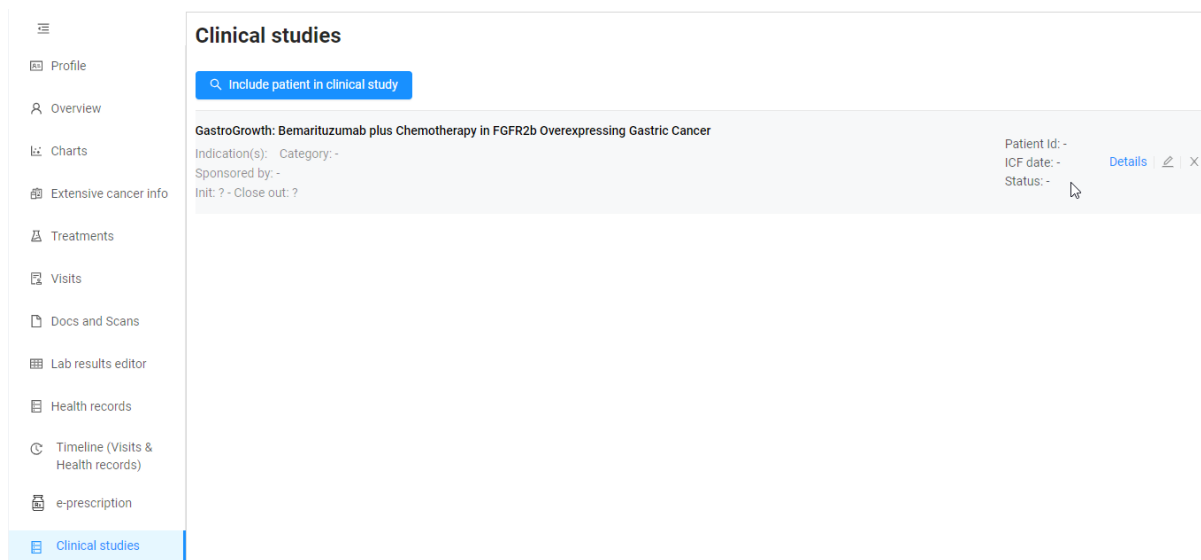 Clinical studies
Profile
Include patient in clinical study
Overview
GastroGrowth: Bemarituzumab plus Chemotherapy in FGFR2b Overexpressing Gastric Cancer
Patient Id: -
Charts
Indication(s): Category: -
ICF date: -
Details
Sponsored by: -
Status: -
Extensive cancer info
Init: ? - Close out: ?
Treatments
Visits
Docs and Scans
Lab results editor
Health records
Timeline (Visits &
Health records)
e-prescription
Clinical studies